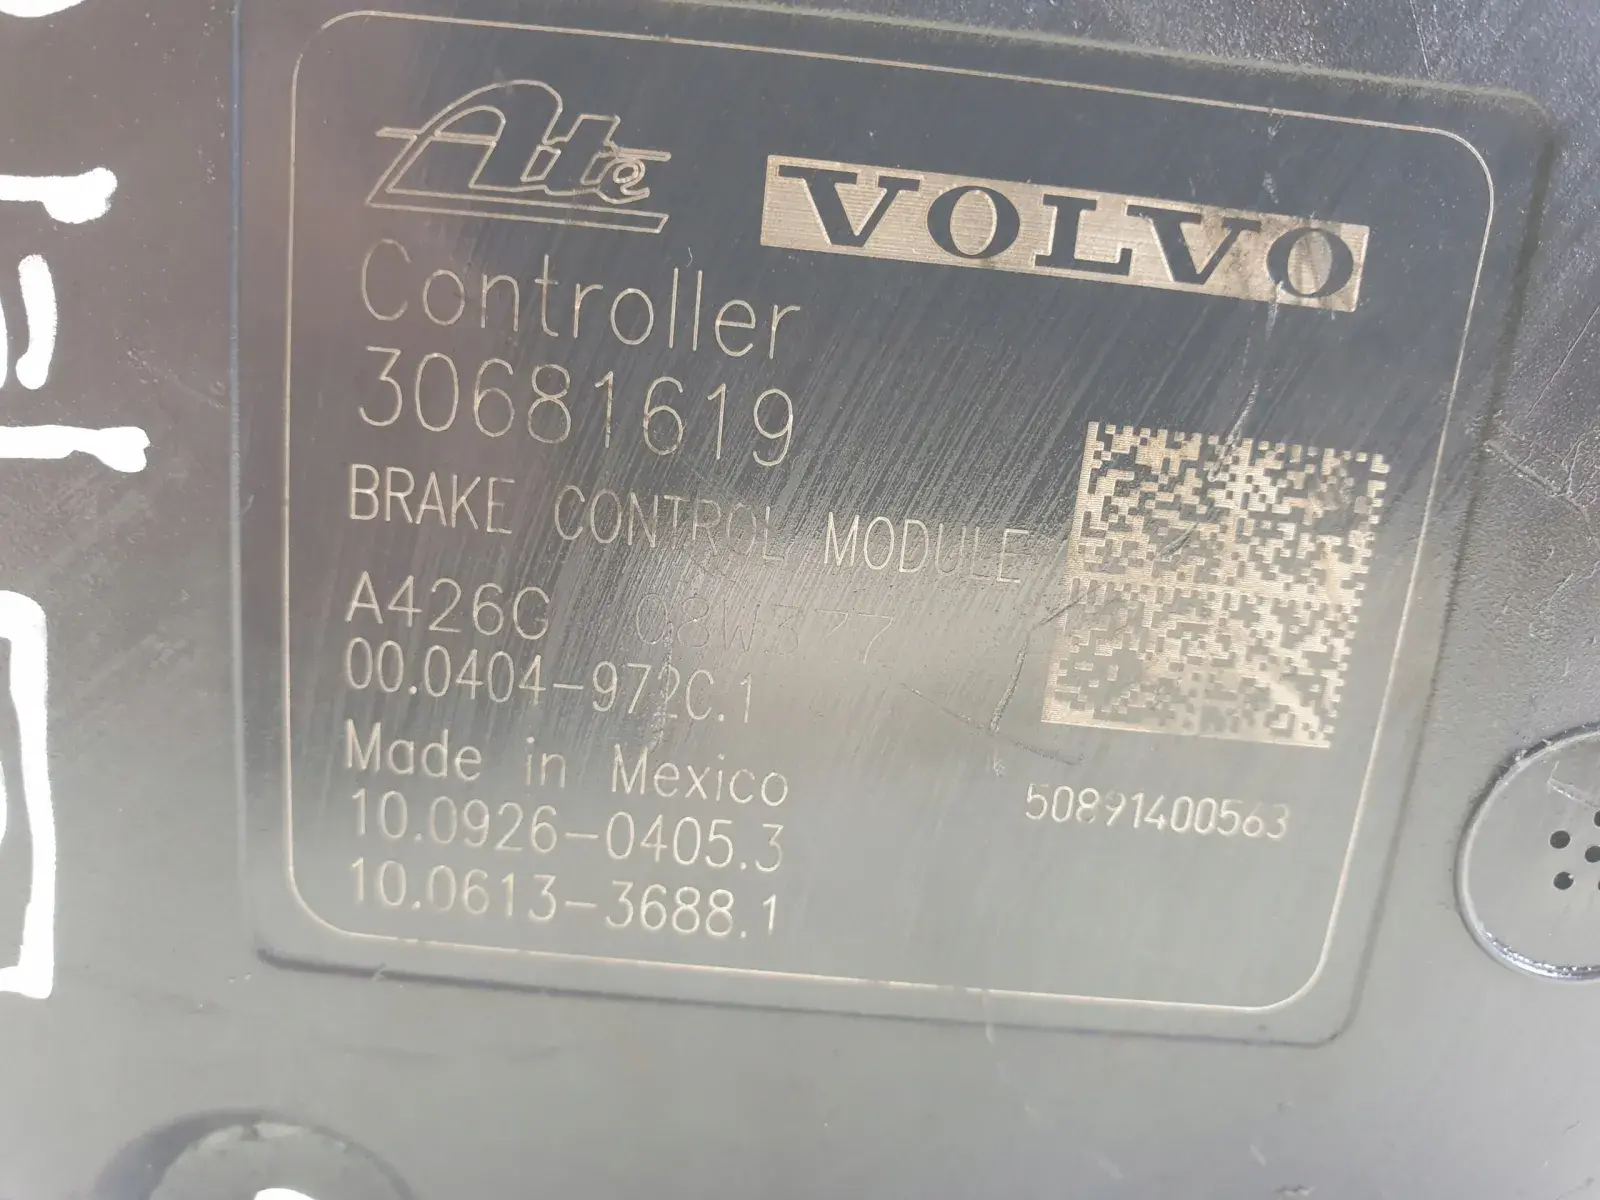 Ate
VOLVO
Controller
30681619
BRAKE CONTROL MODULE
A426G 08W377
00.0404-972C.1
Made in Mexico
10.0926-0405.3
10.0613-3688.1
50891400563